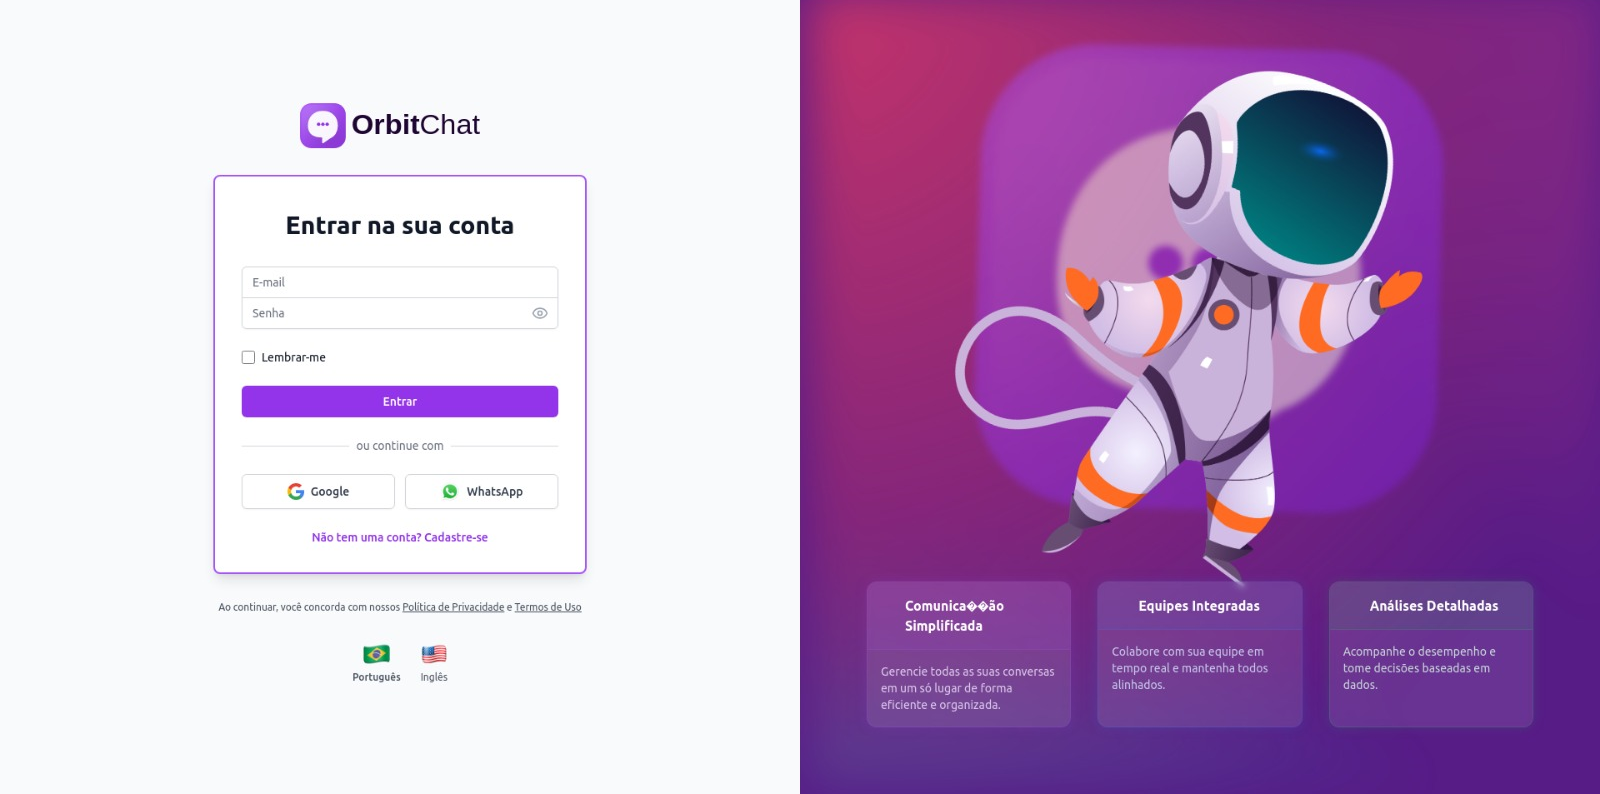 OrbitChat
Entrar na sua conta
E-mail
Senha
Lembrar-me
Entrar
ou continue com
Google
WhatsApp
Não tem uma conta? Cadastre-se
Ao continuar, você concorda com nossos Política de Privacidade e Termos de Uso
Português
Inglês
Comunica��ão
Simplificada
Gerencie todas as suas conversas
em um só lugar de forma
eficiente e organizada.
Equipes Integradas
Colabore com sua equipe em
tempo real e mantenha todos
alinhados.
Análises Detalhadas
Acompanhe o desempenho e
tome decisões baseadas em
dados.